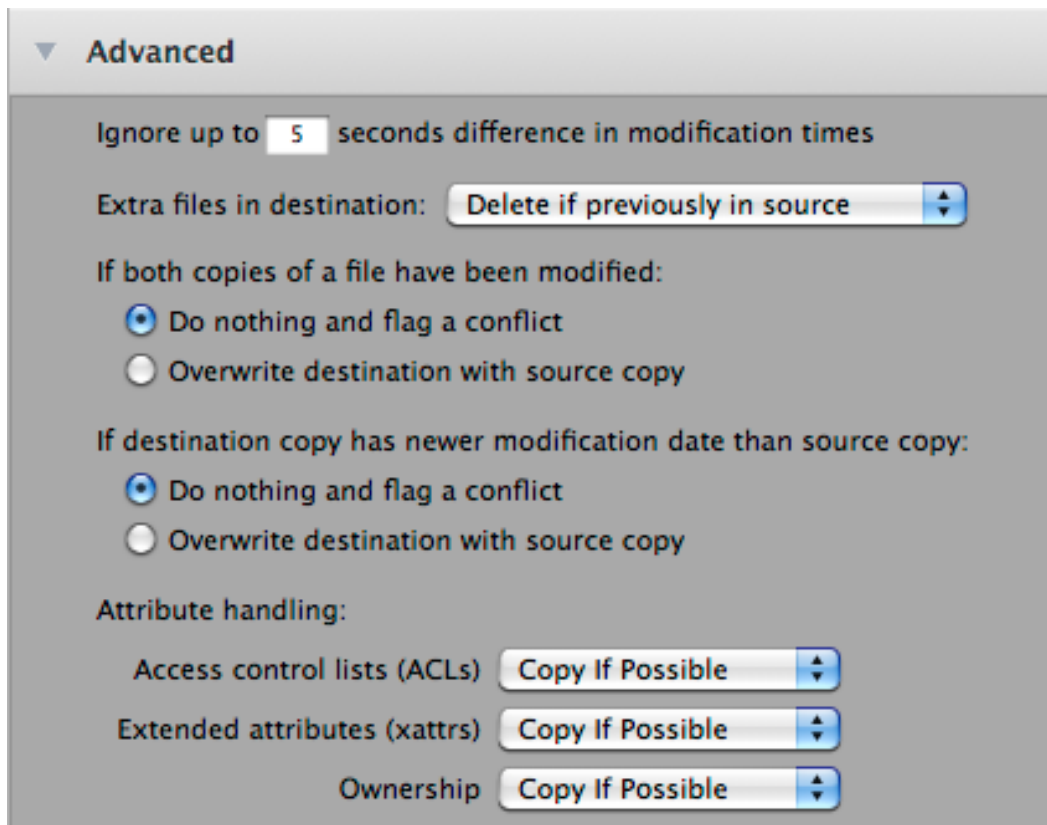 Advanced
Ignore up to 5 seconds difference in modification times
Extra files in destination: Delete if previously in source
If both copies of a file have been modified:
Do nothing and flag a conflict
Overwrite destination with source copy
If destination copy has newer modification date than source copy:
Do nothing and flag a conflict
Overwrite destination with source copy
Attribute handling:
Access control lists (ACLs) Copy If Possible
Extended attributes (xattrs) Copy If Possible
Ownership Copy If Possible